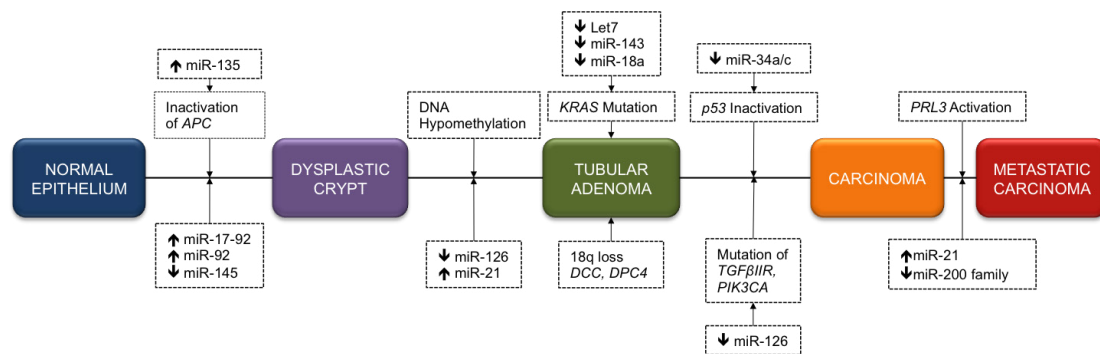 ↑ miR-135
Inactivation
of APC
NORMAL
EPITHELIUM
↑ miR-17-92
↑ miR-92
↓ miR-145
DYSPLASTIC
CRYPT
DNA
Hypomethylation
↓ miR-126
↑ miR-21
↓ Let7
↓ miR-143
↓ miR-18a
KRAS Mutation
TUBULAR
ADENOMA
18q loss
DCC, DPC4
↓ miR-34a/c
p53 Inactivation
Mutation of
TGFβIIR,
PIK3CA
↓ miR-126
CARCINOMA
PRL3 Activation
↑miR-21
↓miR-200 family
METASTATIC
CARCINOMA